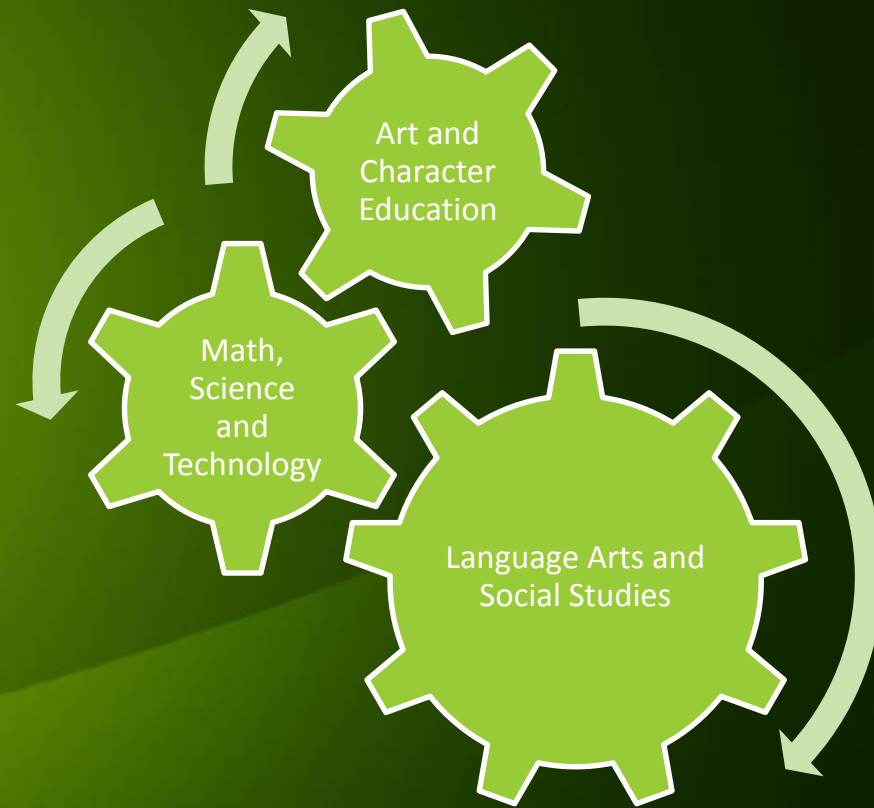 Art and
Character
Education
Math,
Science
and
Technology
Language Arts and
Social Studies